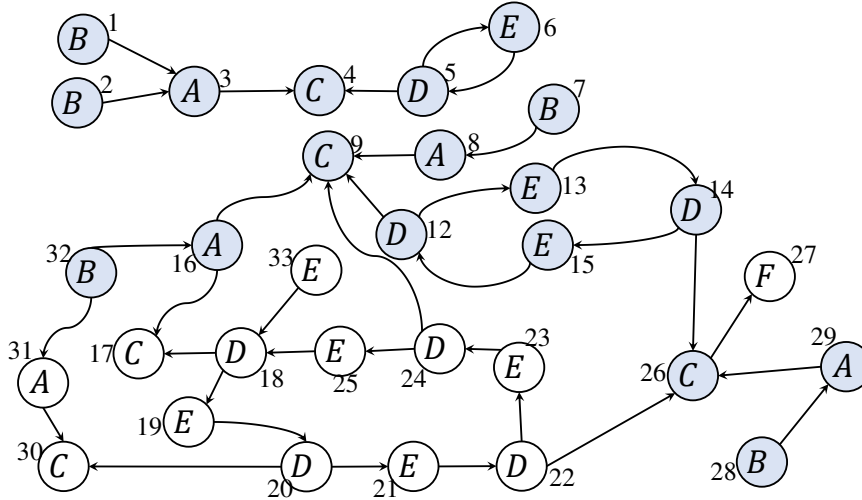 B 1
E 6
B 2
A 3
C 4
D 5
B 7
C 9
A 8
E 13
D 14
D 12
E 15
32 B
A 16
33 E
F 27
31 A
17 C
D 18
E 25
D 24
E 23
26 C
A 29
19 E
30 C
D 20
E 21
D 22
28 B